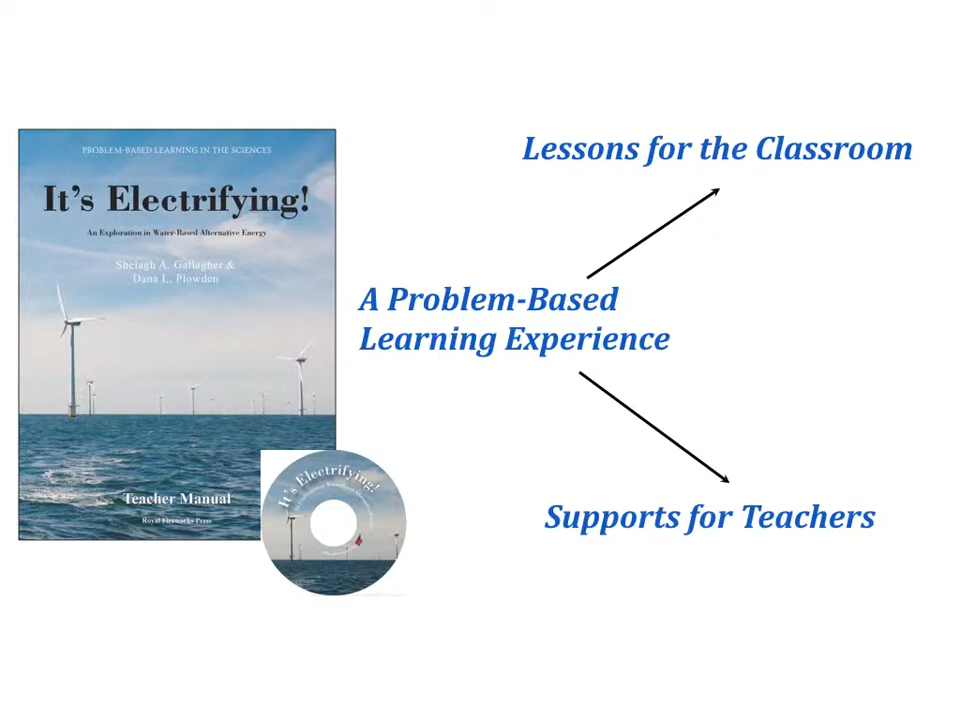 PROBLEM-BASED LEARNING IN THE SCIENCES
It's Electrifying!
An Exploration in Water-Based Alternative Energy
Shelagh A. Gallagher &
Dana L. Plowden
Teacher Manual
Royal Fireworks Press
It's Electrifying!
Lessons for the Classroom
A Problem-Based
Learning Experience
Supports for Teachers